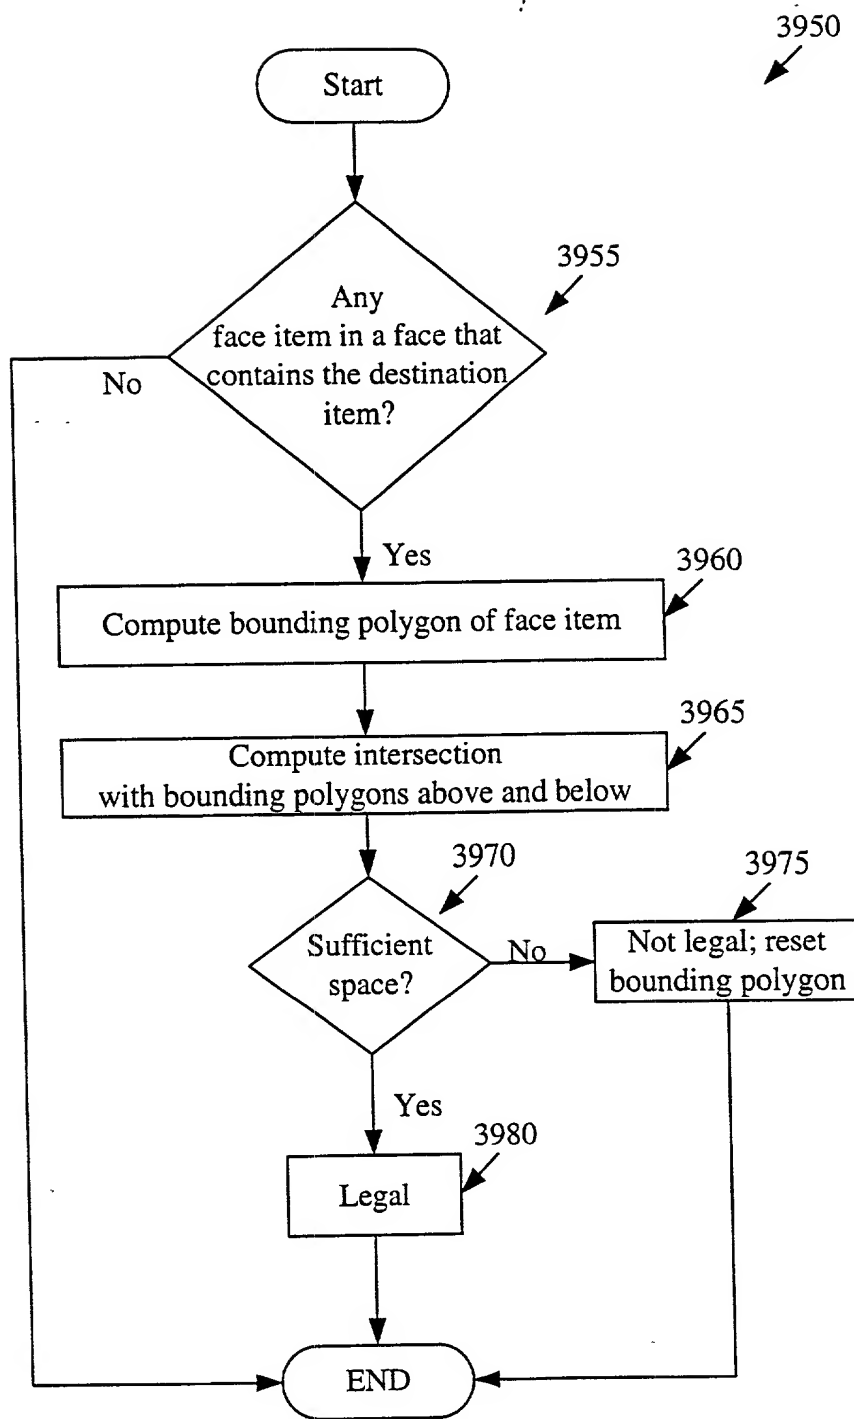 3950
Start
3955
Any
face item in a face that
contains the destination
item?
No
Yes
3960
Compute bounding polygon of face item
3965
Compute intersection
with bounding polygons above and below
3970
3975
Sufficient
space?
No
Not legal; reset
bounding polygon
Yes
3980
Legal
END